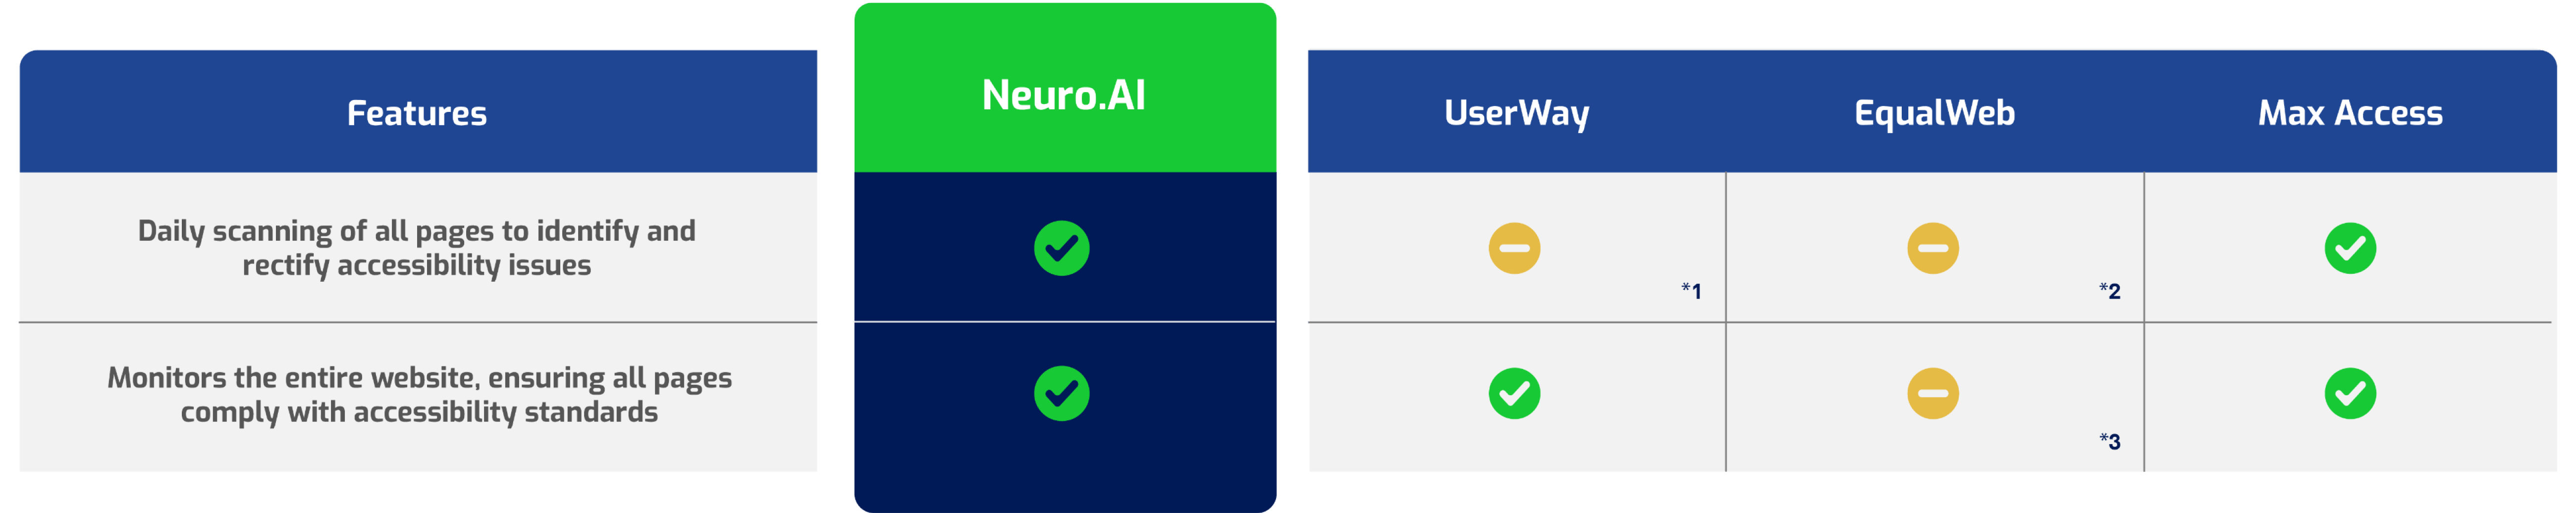 Features
Neuro.AI
UserWay
EqualWeb
Max Access
Daily scanning of all pages to identify and
rectify accessibility issues
*1
*2
Monitors the entire website, ensuring all pages
comply with accessibility standards
*3